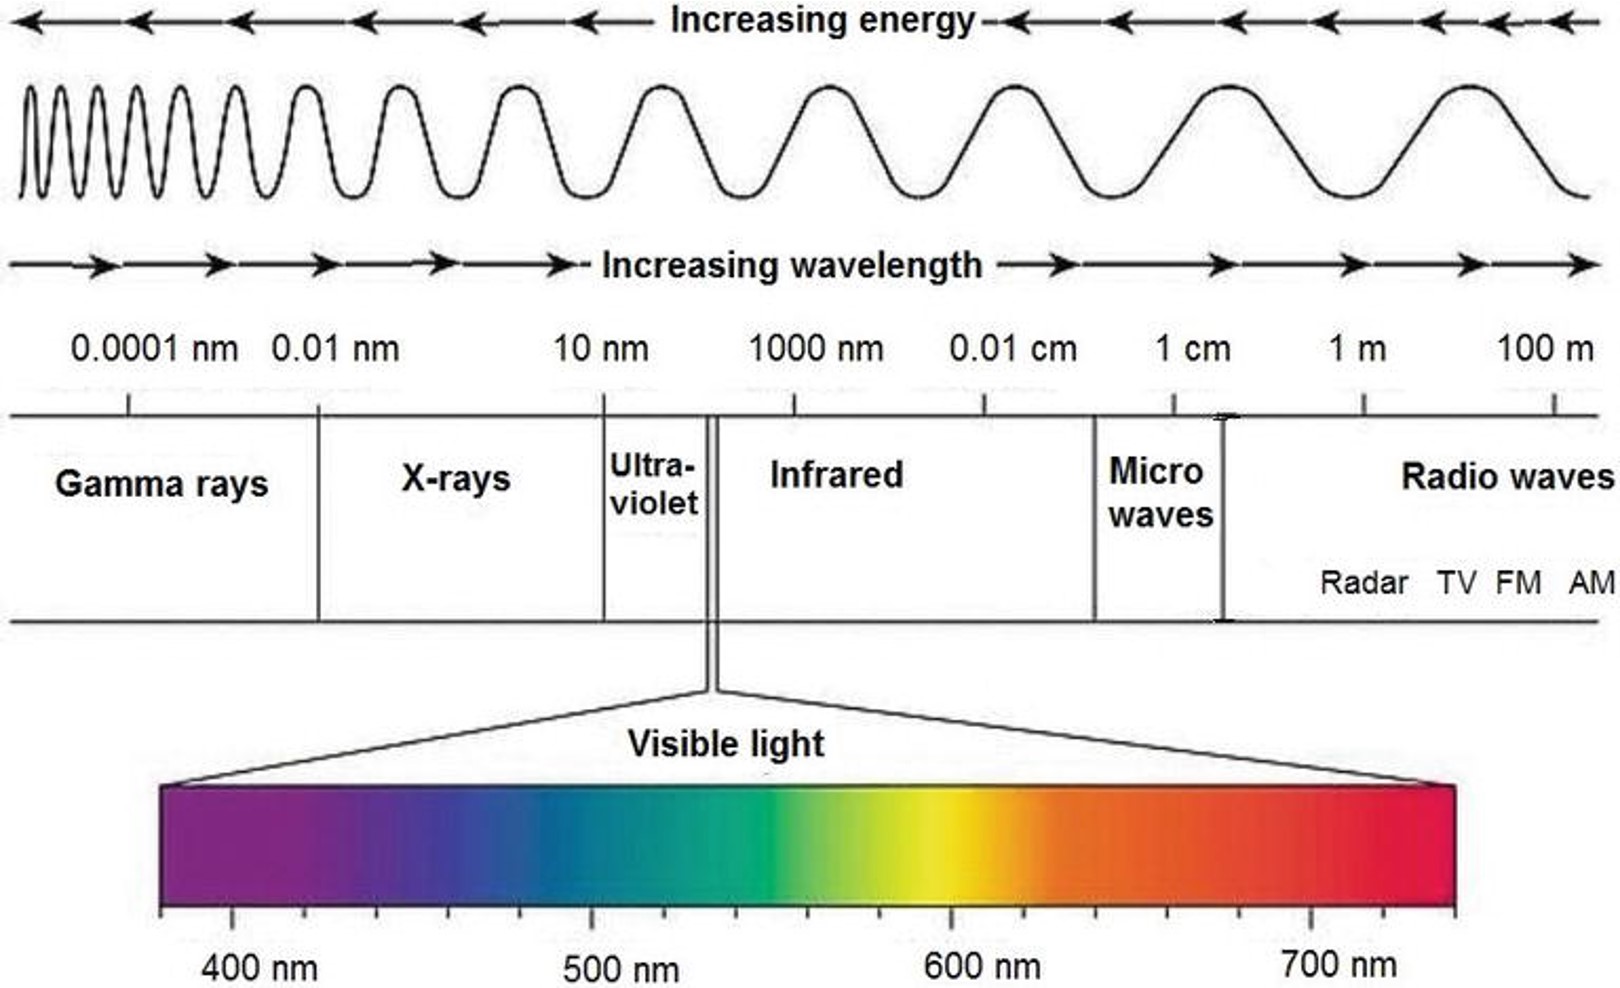 Increasing energy
Increasing wavelength
0.0001 nm 0.01 nm 10 nm 1000 nm 0.01 cm 1 cm 1 m 100 m
Gamma rays X-rays Ultra-
violet Infrared Micro
waves Radio waves
Radar TV FM AM
Visible light
400 nm 500 nm 600 nm 700 nm